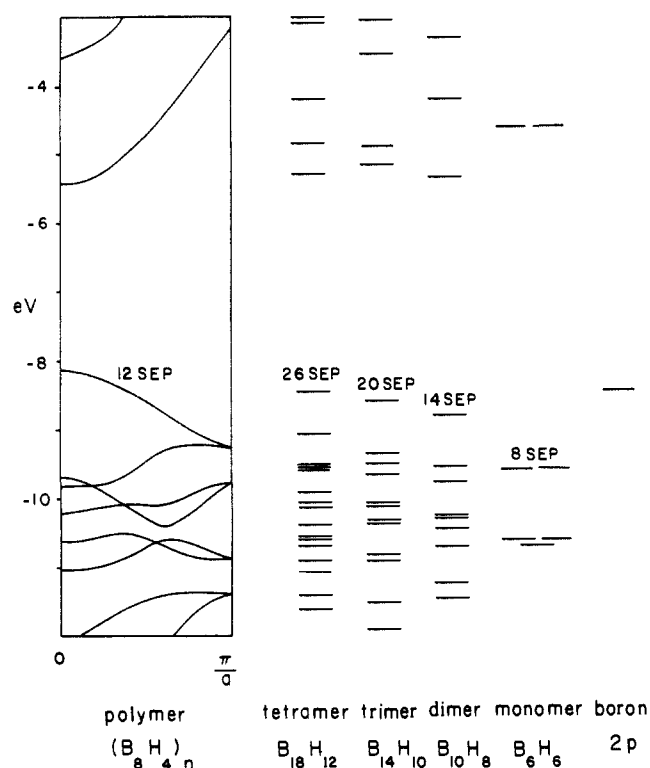 -4
-6
eV
-8
12 SEP
26 SEP
20 SEP
14 SEP
8 SEP
-10
0
π/a
polymer tetramer trimer dimer monomer boron
(B₈H₄)ₙ B₁₈H₁₂ B₁₄H₁₀ B₁₀H₈ B₆H₆ 2p